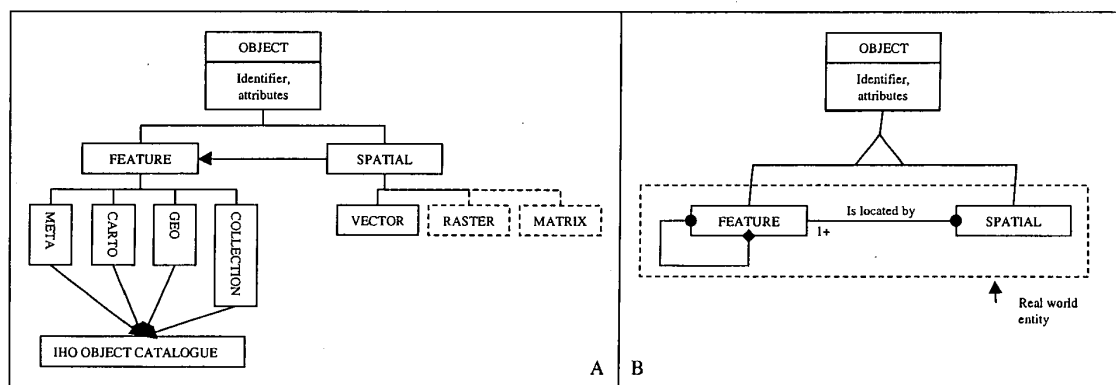 OBJECT
Identifier,
attributes
FEATURE
SPATIAL
META
CARTO
GEO
COLLECTION
VECTOR
RASTER
MATRIX
IHO OBJECT CATALOGUE
A
OBJECT
Identifier,
attributes
FEATURE
Is located by
1+
SPATIAL
Real world
entity
B